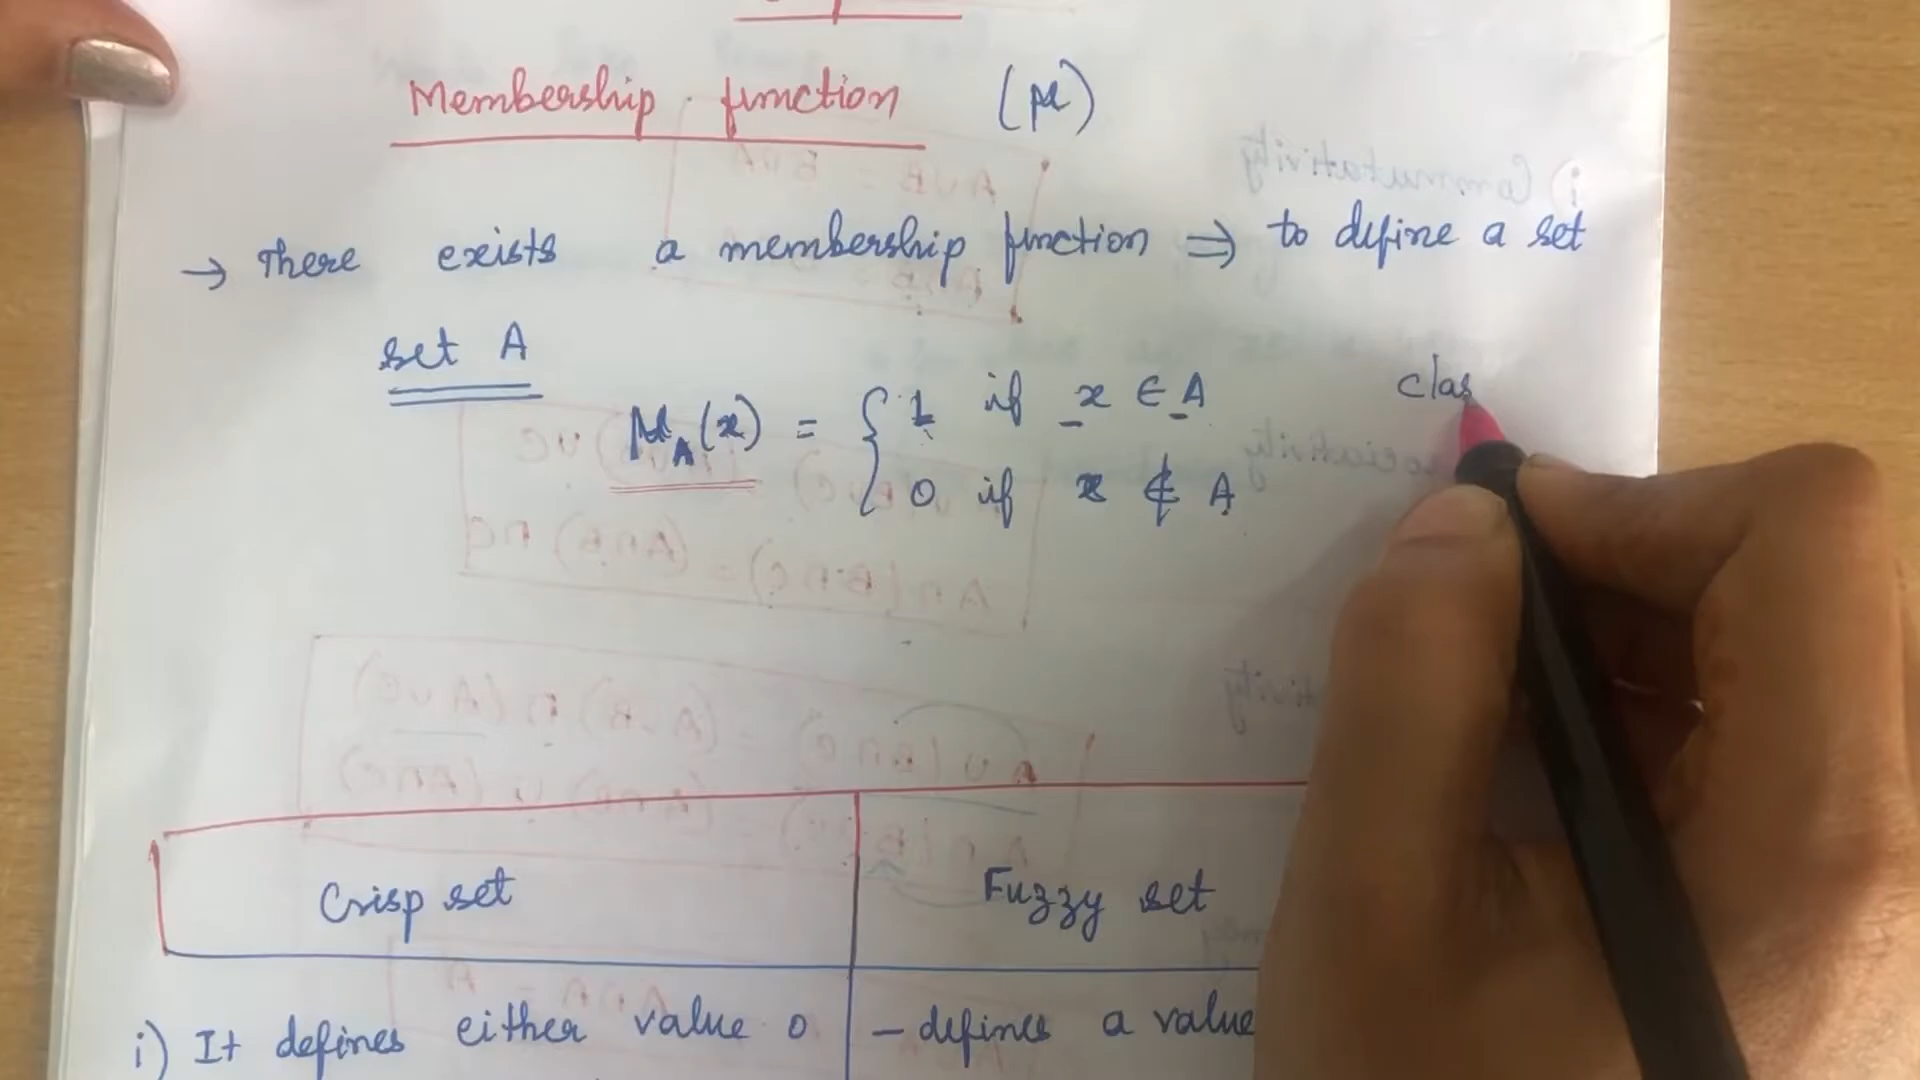 Membership function (μ)
→ There exists a membership function ⇒ to define a set
set A
μ_A(x) = { 1 if x ∈ A
0 if x ∉ A
clas
Crisp set
Fuzzy set
i) It defines either value 0
– defines a value